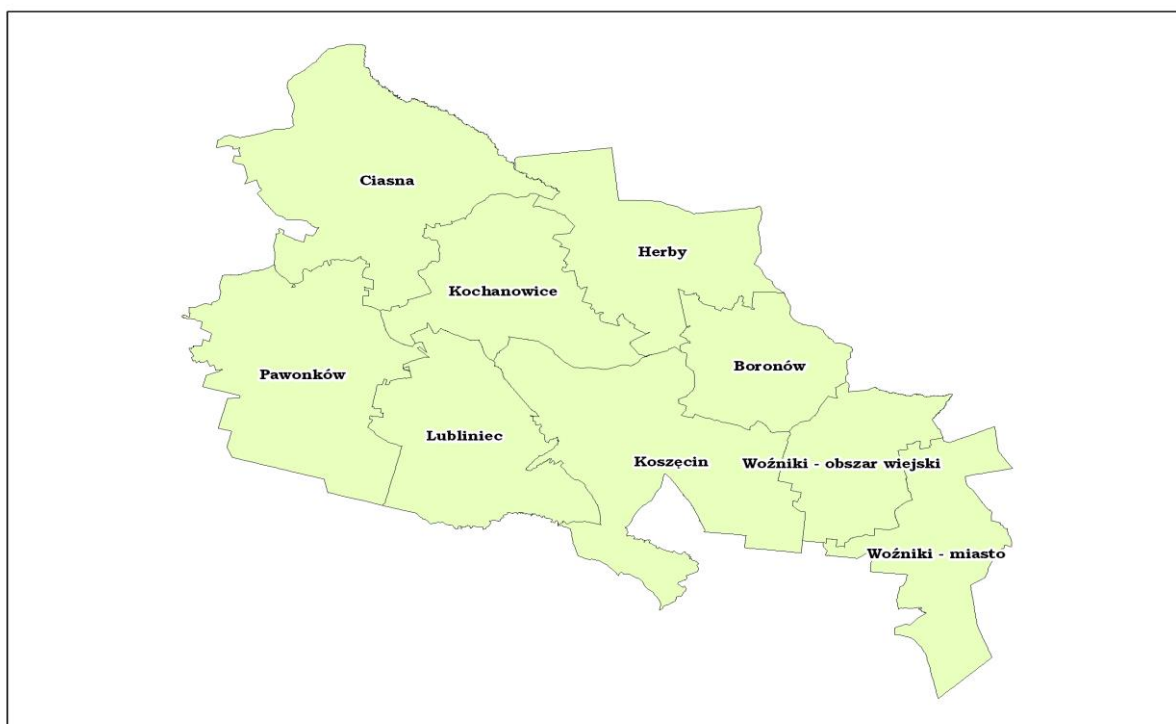 Ciasna
Herby
Kochanowice
Boronów
Pawonków
Lubliniec
Koszęcin
Woźniki - obszar wiejski
Woźniki - miasto